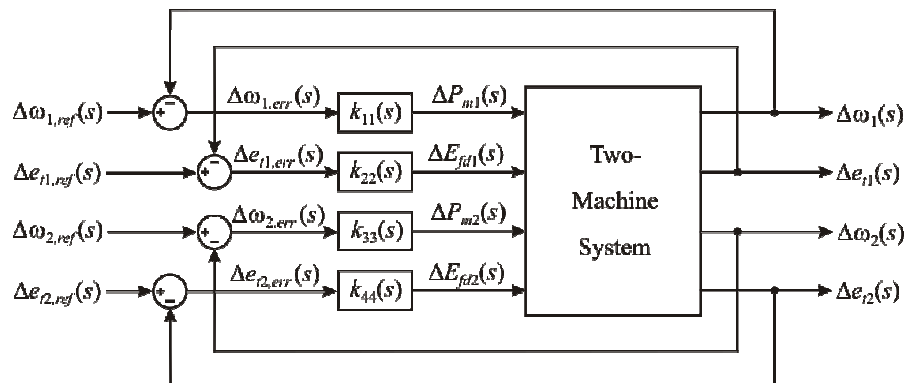 Δω1,ref(s) + − Δω1,err(s) k11(s) ΔPm1(s) Δω1(s)
Δet1,ref(s) + − Δet1,err(s) k22(s) ΔEfd1(s) Δet1(s)
Δω2,ref(s) + − Δω2,err(s) k33(s) ΔPm2(s) Δω2(s)
Δet2,ref(s) + − Δet2,err(s) k44(s) ΔEfd2(s) Δet2(s)
Two-
Machine
System